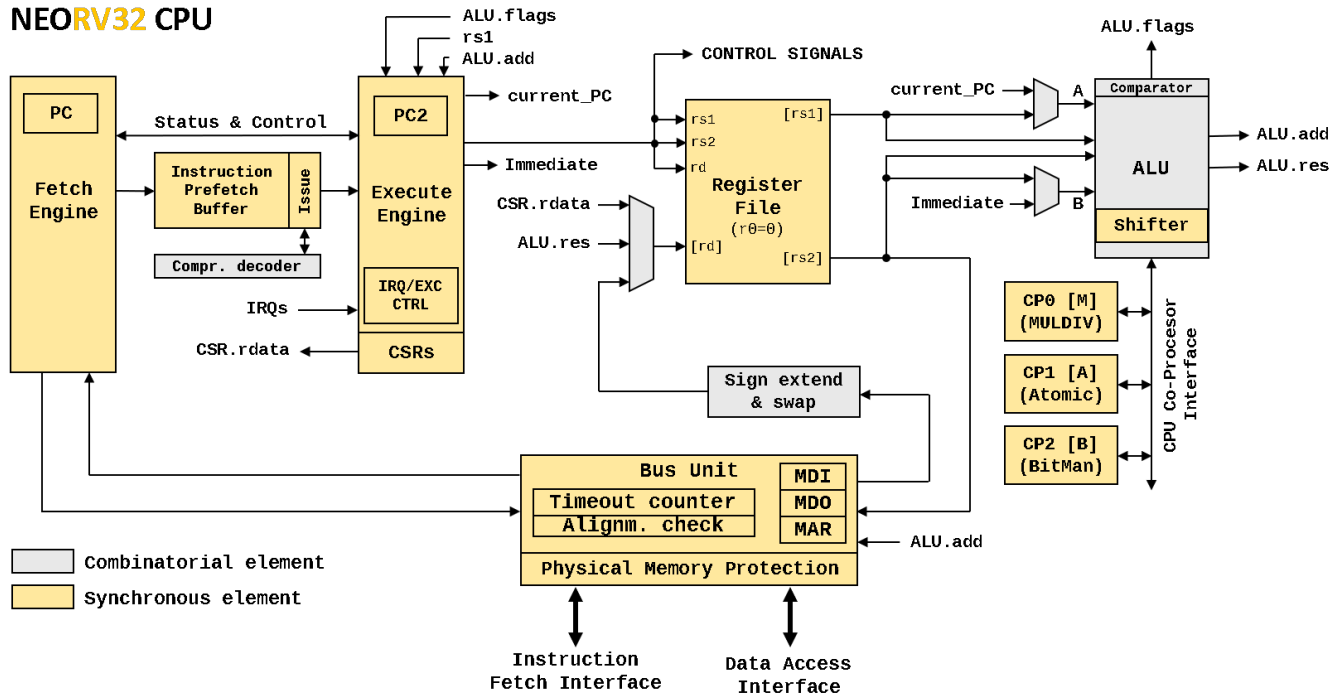 NEORV32 CPU
ALU.flags
rs1
ALU.add
CONTROL SIGNALS
ALU.flags
PC
Status & Control
PC2
current_PC
rs1
rs2
rd
[rs1]
current_PC
A
Comparator
ALU.add
ALU.res
Fetch
Engine
Instruction
Prefetch
Buffer
Issue
Execute
Engine
Immediate
Register
File
(r0=0)
ALU
Immediate
B
Shifter
CSR.rdata
ALU.res
[rd]
[rs2]
Compr. decoder
IRQ/EXC
CTRL
IRQs
CSR.rdata
CSRs
CP0 [M]
(MULDIV)
CP1 [A]
(Atomic)
CP2 [B]
(BitMan)
CPU Co-Procesor
Interface
Sign extend
& swap
Bus Unit
Timeout counter
Alignm. check
MDI
MDO
MAR
ALU.add
Physical Memory Protection
Combinatorial element
Synchronous element
Instruction
Fetch Interface
Data Access
Interface